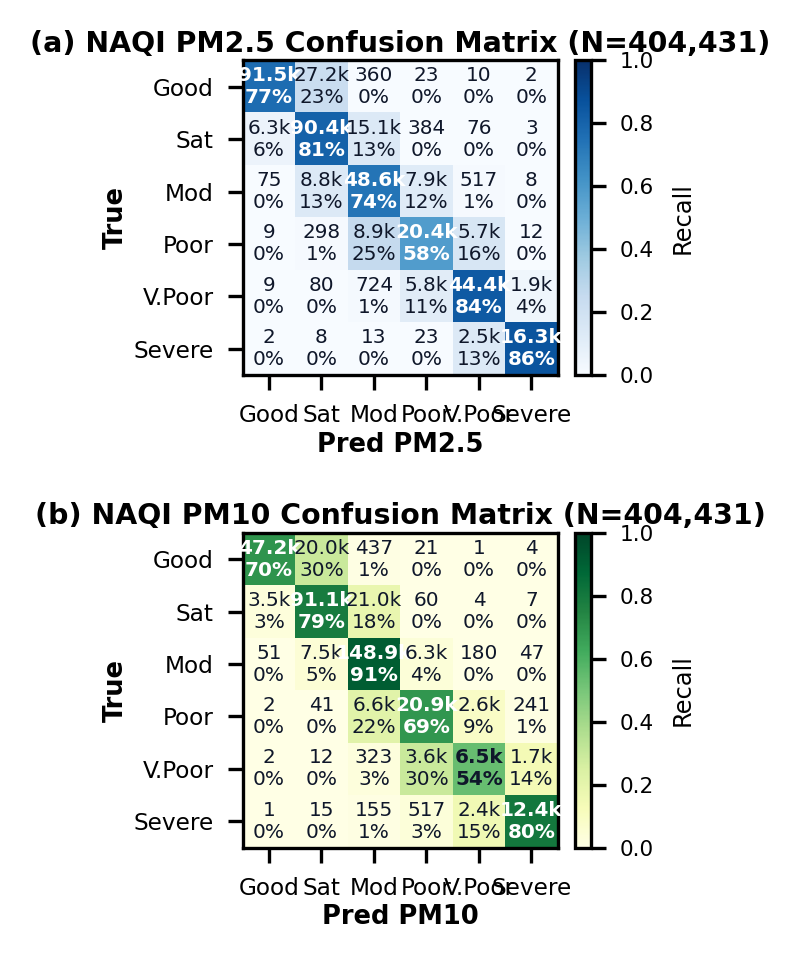 (a) NAQI PM2.5 Confusion Matrix (N=404,431)
1.0
Good 91.5k 27.2k 360 23 10 2
77% 23% 0% 0% 0% 0%
0.8
Sat 6.3k 90.4k 15.1k 384 76 3
6% 81% 13% 0% 0% 0%
Mod 75 8.8k 48.6k 7.9k 517 8
0% 13% 74% 12% 1% 0%
0.6
True
Recall
Poor 9 298 8.9k 20.4k 5.7k 12
0% 1% 25% 58% 16% 0%
0.4
V.Poor 9 80 724 5.8k 44.4k 1.9k
0% 0% 1% 11% 84% 4%
0.2
Severe 2 8 13 23 2.5k 16.3k
0% 0% 0% 0% 13% 86%
0.0
Good Sat Mod Poor V.Poor Severe
Pred PM2.5
(b) NAQI PM10 Confusion Matrix (N=404,431)
1.0
Good 47.2k 20.0k 437 21 1 4
70% 30% 1% 0% 0% 0%
0.8
Sat 3.5k 91.1k 21.0k 60 4 7
3% 79% 18% 0% 0% 0%
Mod 51 7.5k 148.9k 6.3k 180 47
0% 5% 91% 4% 0% 0%
0.6
True
Recall
Poor 2 41 6.6k 20.9k 2.6k 241
0% 0% 22% 69% 9% 1%
0.4
V.Poor 2 12 323 3.6k 6.5k 1.7k
0% 0% 3% 30% 54% 14%
0.2
Severe 1 15 155 517 2.4k 12.4k
0% 0% 1% 3% 15% 80%
0.0
Good Sat Mod Poor V.Poor Severe
Pred PM10